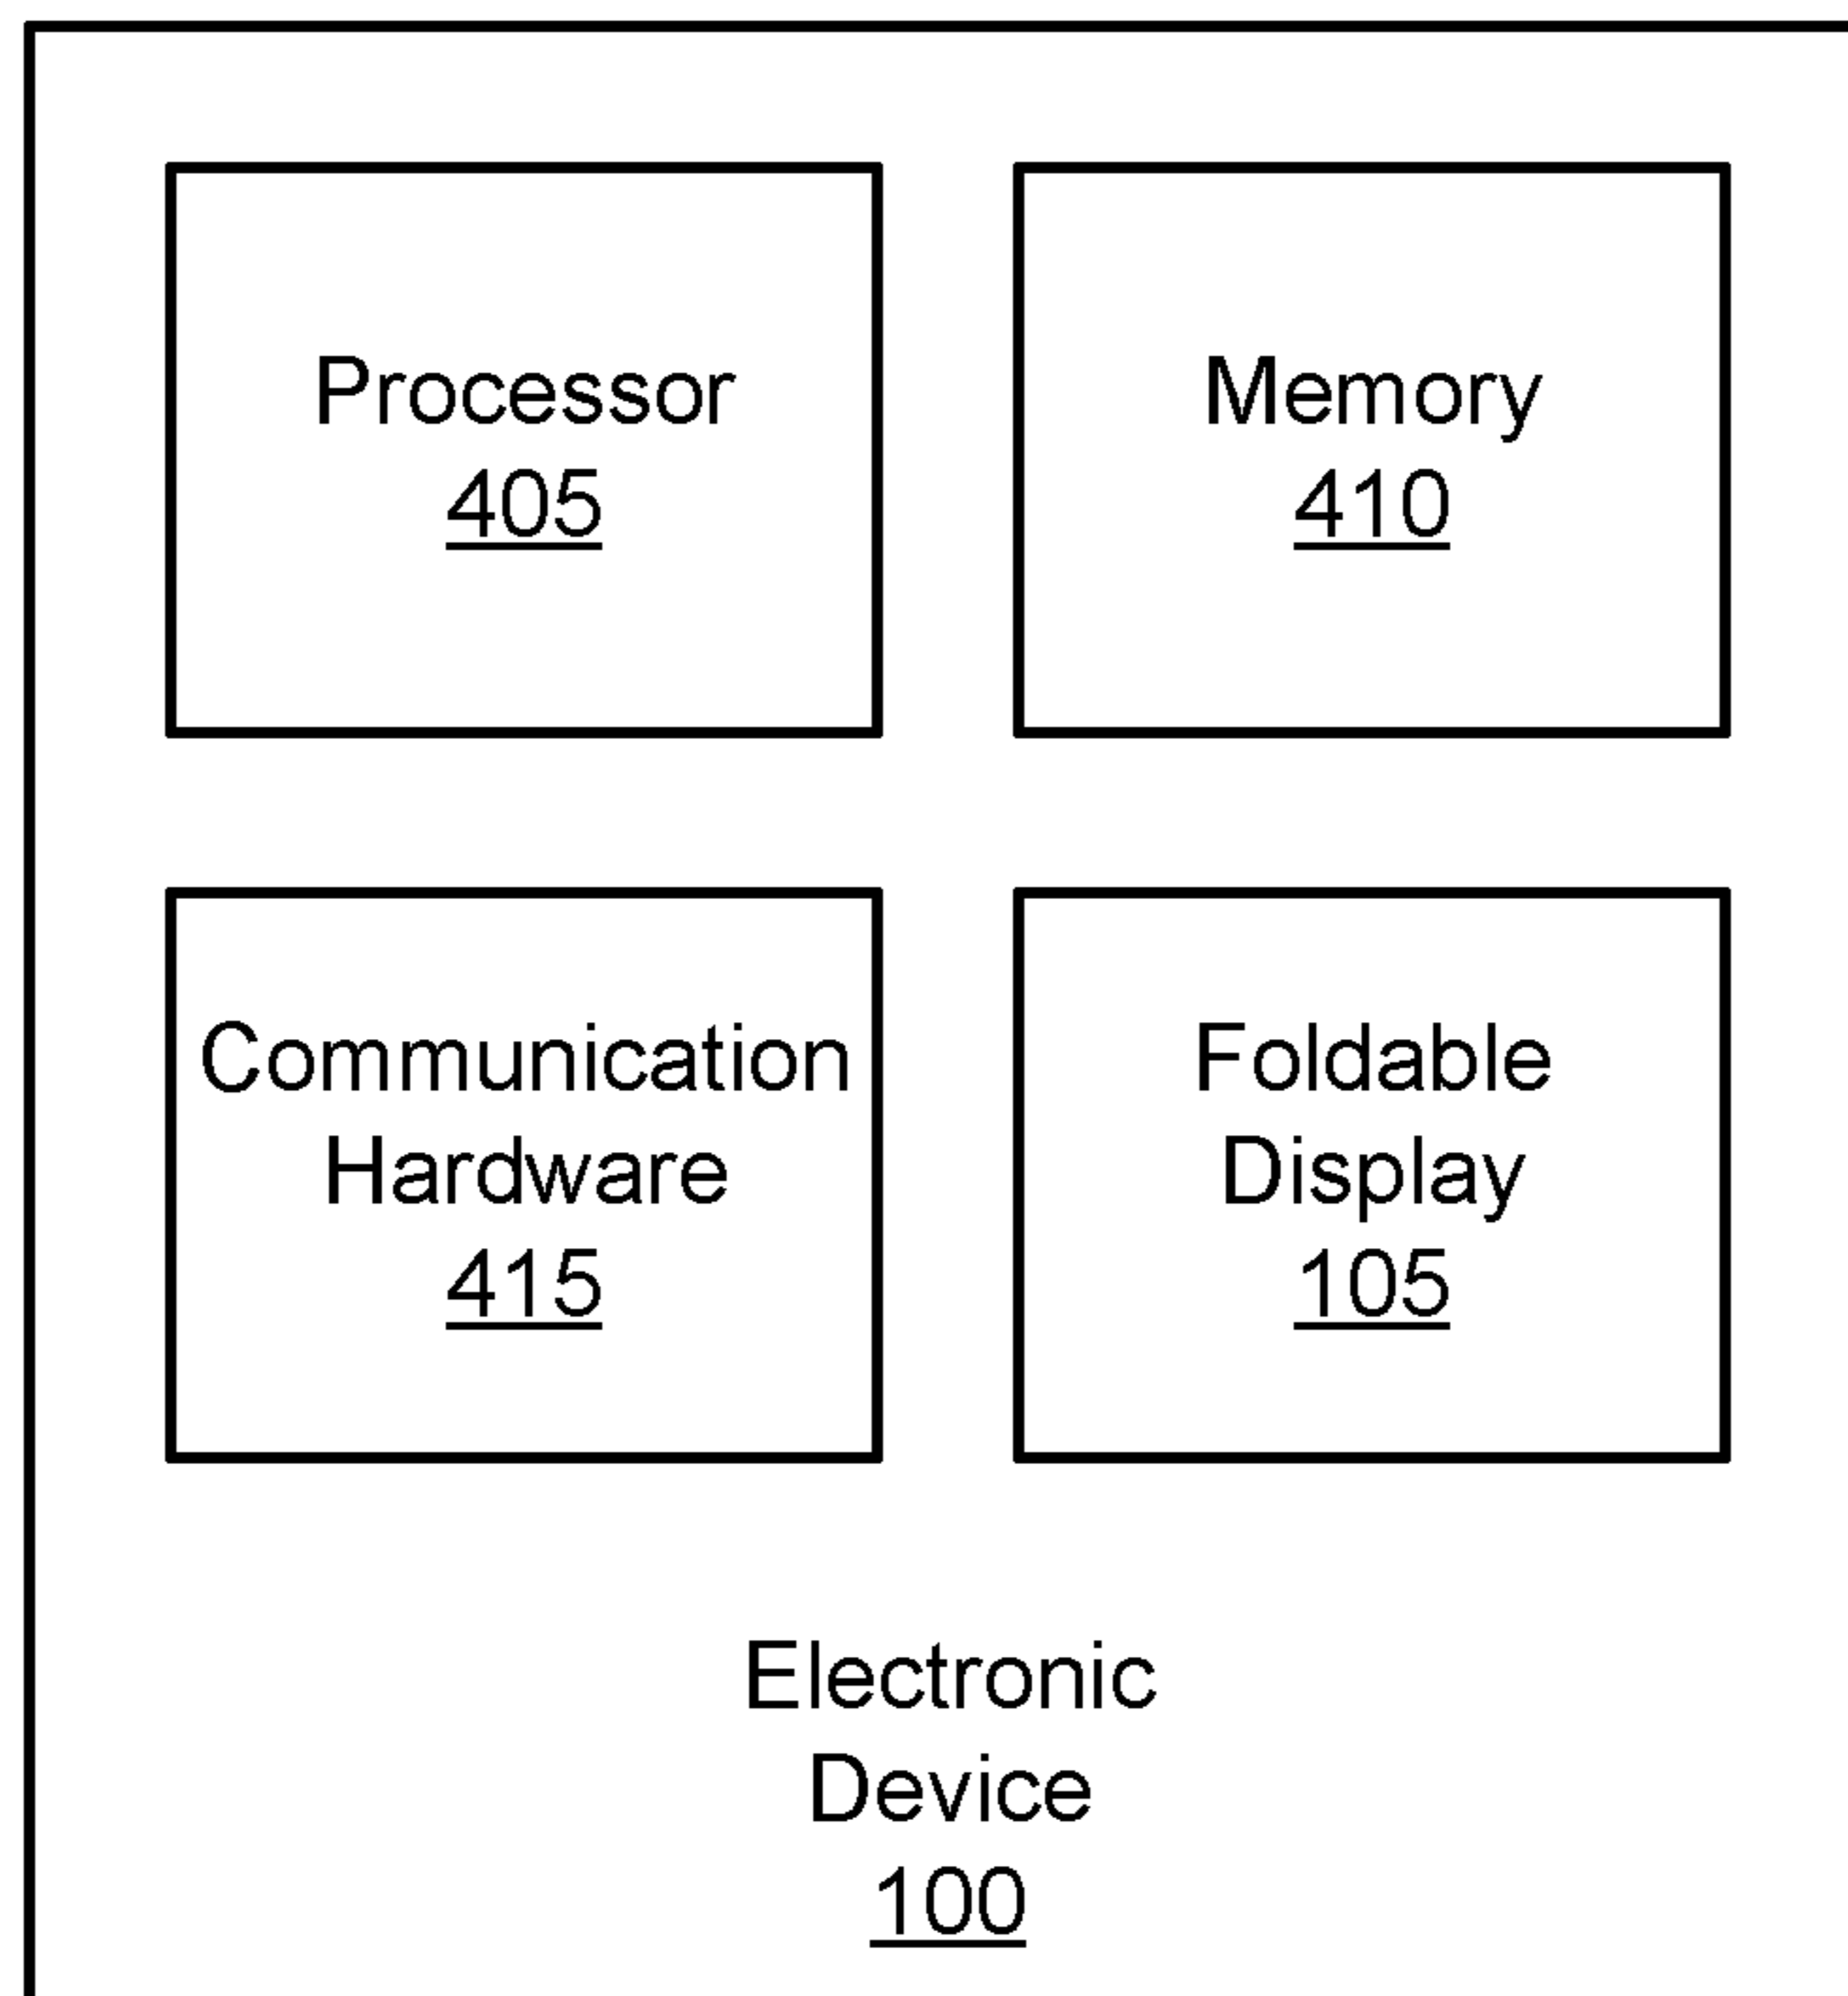 Processor
405
Memory
410
Communication
Hardware
415
Foldable
Display
105
Electronic
Device
100